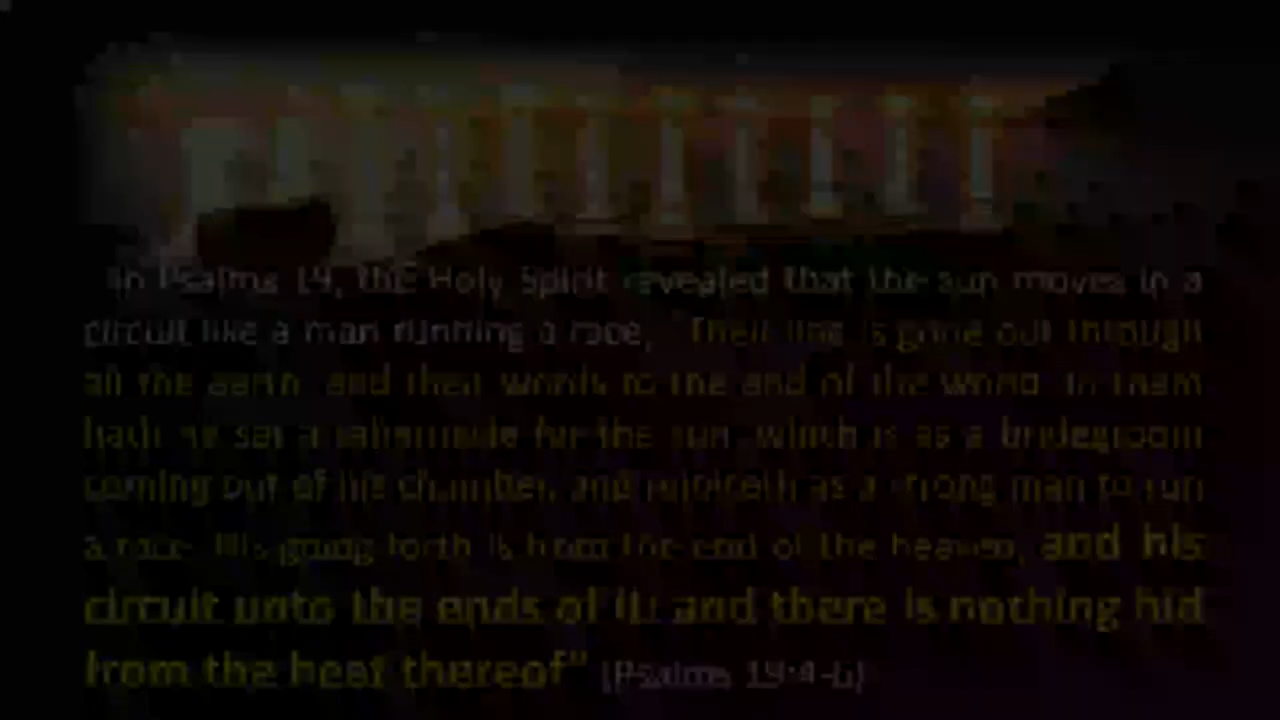 In Psalms 19, the Holy Spirit revealed that the sun moves in a
circuit like a man running a race, "Their line is gone out through
all the earth, and their words to the end of the world. In them
hath he set a tabernacle for the sun, which is as a bridegroom
coming out of his chamber, and rejoiceth as a strong man to run
a race. His going forth is from the end of the heaven, and his
circuit unto the ends of it: and there is nothing hid
from the heat thereof" (Psalms 19:4-6)